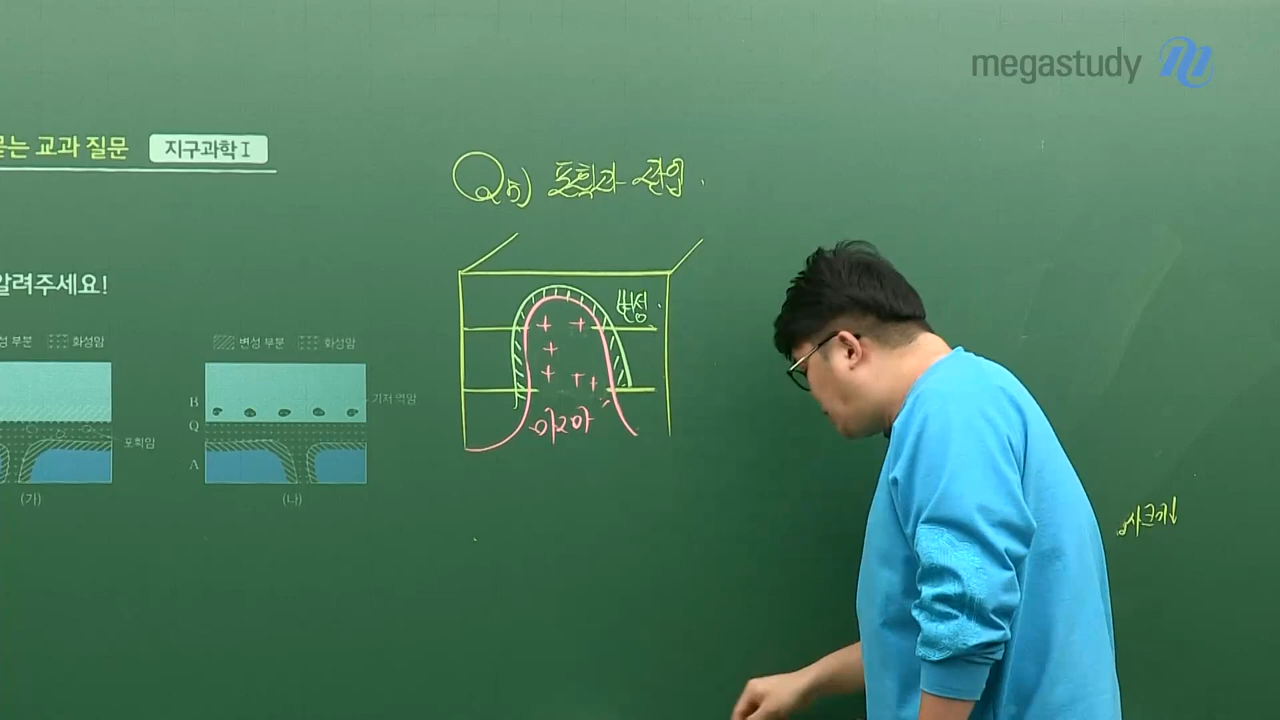 megastudy
묻는 교과 질문 지구과학 I
알려주세요!
성 부분 화성암
변성 부분 화성암
B
Q
A
기저 역암
포획암
(가)
(나)
Q5) 포획과 관입.
변성.
마그마